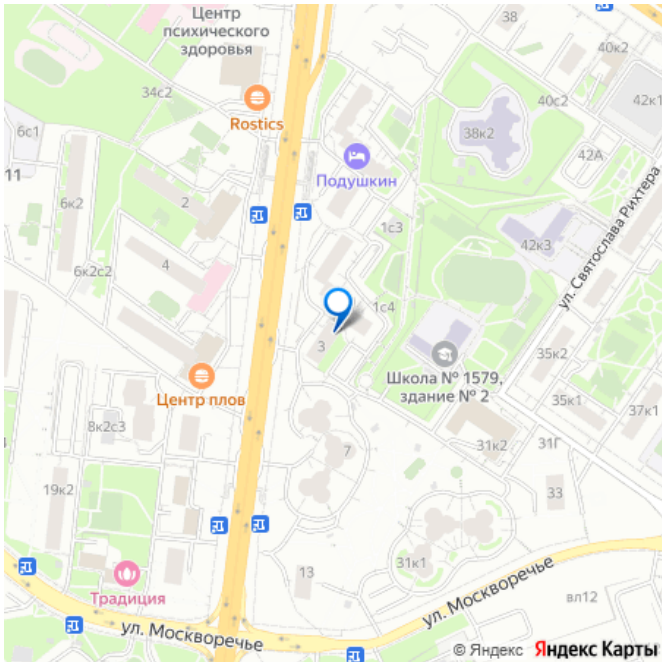 Центр
психического
здоровья
38
40к2
34с2
40с2
42к1
6с1
Rostics
38к2
42А
11
Подушкин
6к2
2
1с3
ул. Святослава Рихтера
42к3
6к2с2
4
1с4
3
35к2
Школа № 1579,
здание № 2
Центр плов
35к1
37к1
8к2с3
7
31к2
31Г
19к2
33
31к1
13
Традиция
вл12
ул. Москворечье
ул. Москворечье
© Яндекс Яндекс Карты